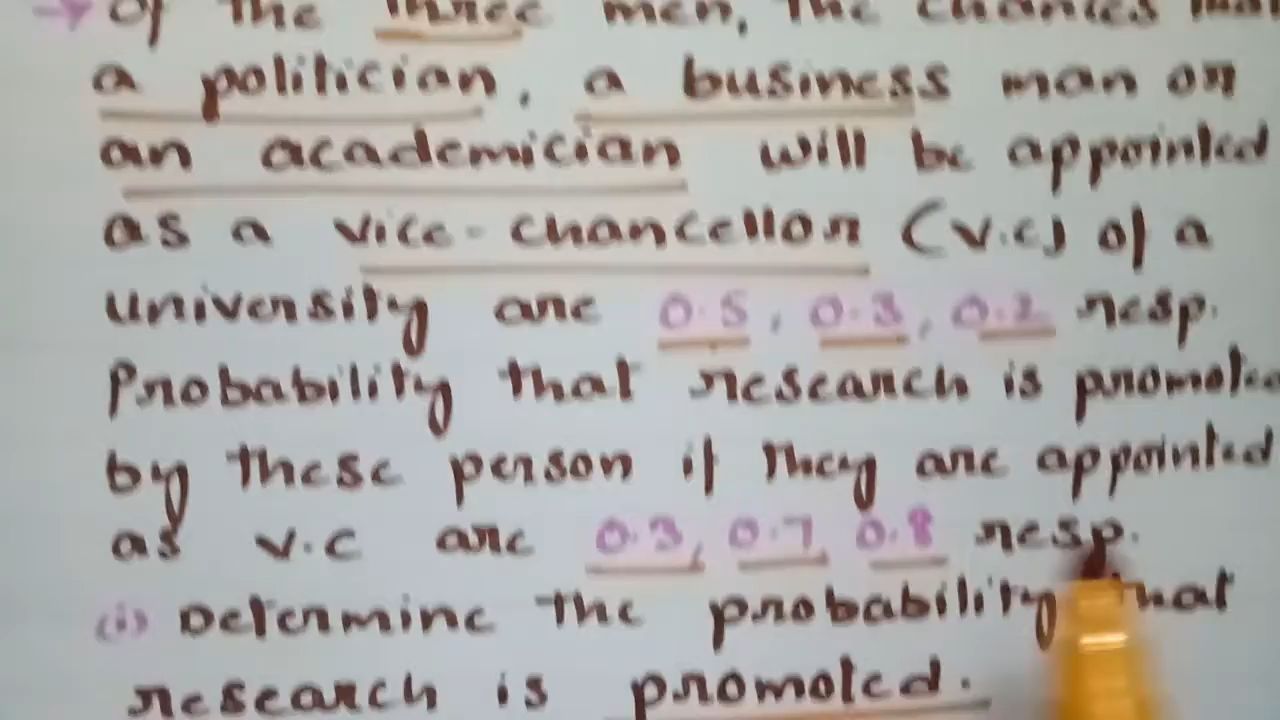 → Of the three men, the chances that
a politician, a business man or
an academician will be appointed
as a vice-chancellor (V.C) of a
university are 0.5, 0.3, 0.2 resp.
Probability that research is promoted
by these person if they are appointed
as V.C are 0.3, 0.7, 0.8 resp.
(i) Determine the probability that
research is promoted.